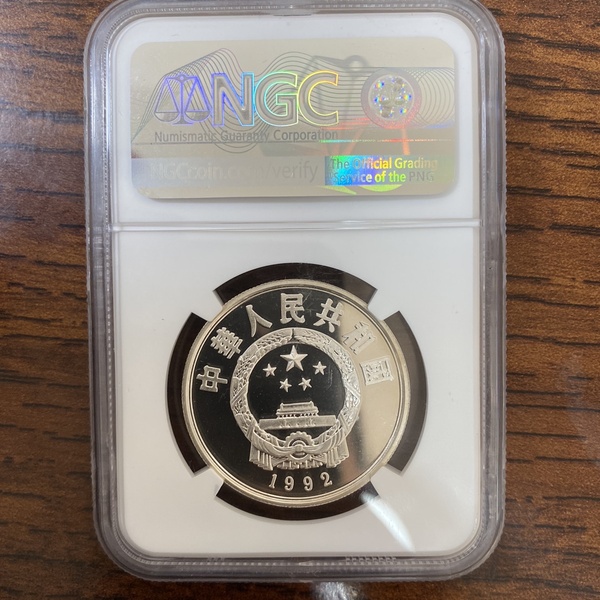 NGC
Numismatic Guaranty Corporation
NGCcoin.com/verify
The Official Grading
Service of the PNG
中華人民共和国
1992